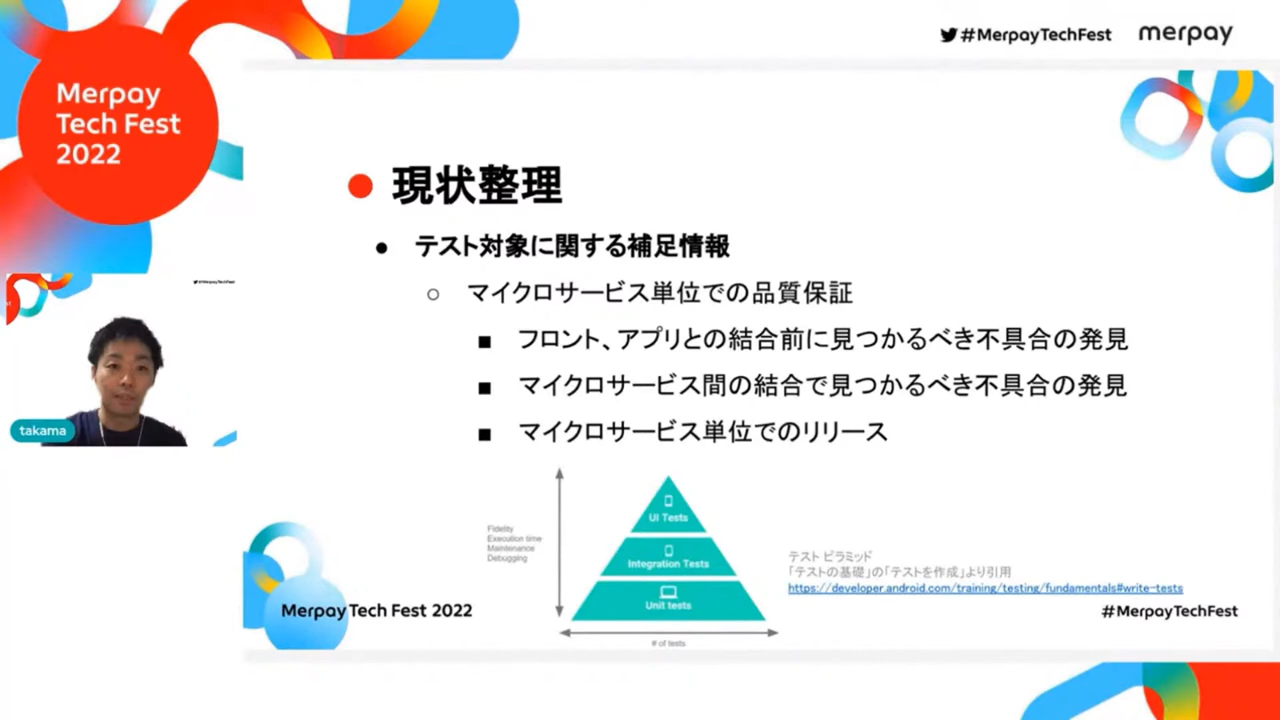 #MerpayTechFest
merpay
Merpay
Tech Fest
2022
現状整理
テスト対象に関する補足情報
マイクロサービス単位での品質保証
フロント、アプリとの結合前に見つかるべき不具合の発見
マイクロサービス間の結合で見つかるべき不具合の発見
マイクロサービス単位でのリリース
takama
Fidelity
Execution time
Maintenance
Debugging
UI Tests
Integration Tests
Unit tests
# of tests
テスト ピラミッド
「テストの基礎」の「テストを作成」より引用
https://developer.android.com/training/testing/fundamentals#write-tests
Merpay Tech Fest 2022
#MerpayTechFest